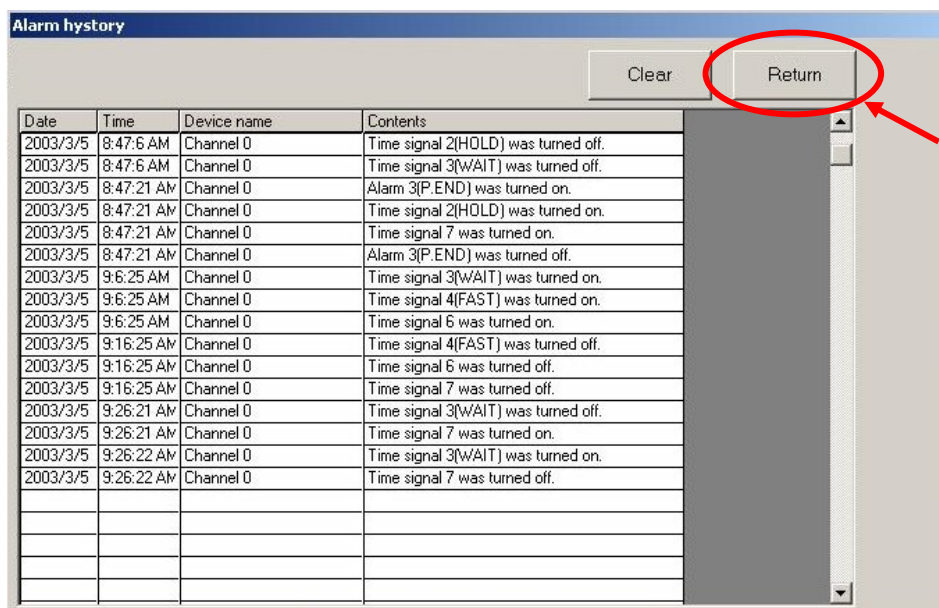 Alarm hystory
Clear Return
Date Time Device name Contents
2003/3/5 8:47:6 AM Channel 0 Time signal 2(HOLD) was turned off.
2003/3/5 8:47:6 AM Channel 0 Time signal 3(WAIT) was turned off.
2003/3/5 8:47:21 AM Channel 0 Alarm 3(P.END) was turned on.
2003/3/5 8:47:21 AM Channel 0 Time signal 2(HOLD) was turned on.
2003/3/5 8:47:21 AM Channel 0 Time signal 7 was turned on.
2003/3/5 8:47:21 AM Channel 0 Alarm 3(P.END) was turned off.
2003/3/5 9:6:25 AM Channel 0 Time signal 3(WAIT) was turned on.
2003/3/5 9:6:25 AM Channel 0 Time signal 4(FAST) was turned on.
2003/3/5 9:6:25 AM Channel 0 Time signal 6 was turned on.
2003/3/5 9:16:25 AM Channel 0 Time signal 4(FAST) was turned off.
2003/3/5 9:16:25 AM Channel 0 Time signal 6 was turned off.
2003/3/5 9:16:25 AM Channel 0 Time signal 7 was turned off.
2003/3/5 9:26:21 AM Channel 0 Time signal 3(WAIT) was turned off.
2003/3/5 9:26:21 AM Channel 0 Time signal 7 was turned on.
2003/3/5 9:26:22 AM Channel 0 Time signal 3(WAIT) was turned on.
2003/3/5 9:26:22 AM Channel 0 Time signal 7 was turned off.